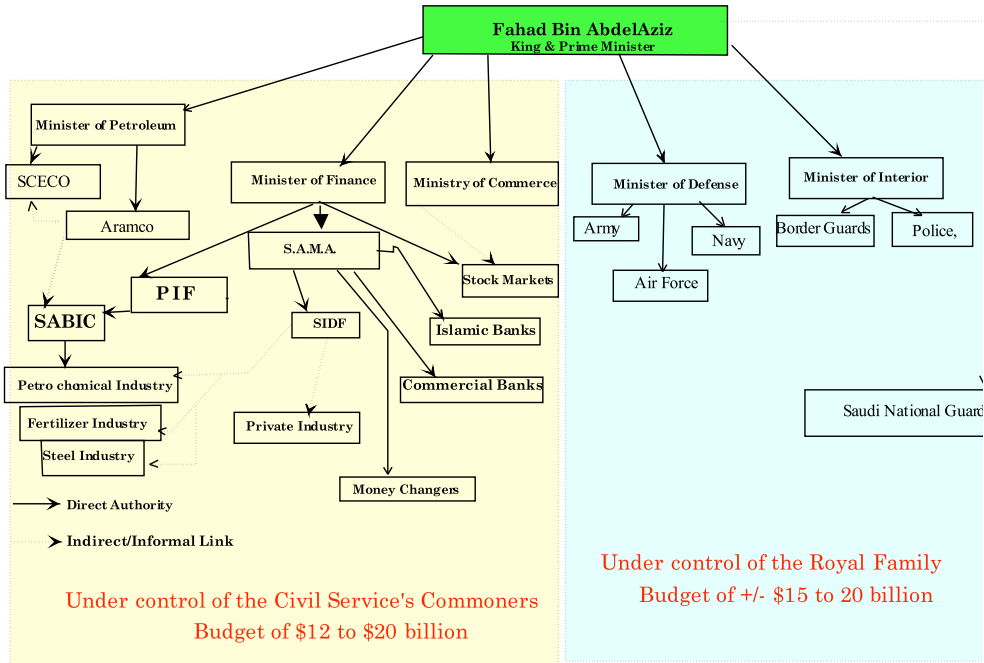 Fahad Bin AbdelAziz
King & Prime Minister
Minister of Petroleum
SCECO
Aramco
Minister of Finance
Ministry of Commerce
S.A.M.A.
Stock Markets
PIF
SABIC
SIDF
Islamic Banks
Petro chomical Industry
Commercial Banks
Fertilizer Industry
Private Industry
Steel Industry
Money Changers
Direct Authority
Indirect/Informal Link
Under control of the Civil Service's Commoners
Budget of $12 to $20 billion
Minister of Defense
Minister of Interior
Army
Navy
Border Guards
Police,
Air Force
Saudi National Guard
Under control of the Royal Family
Budget of +/- $15 to 20 billion